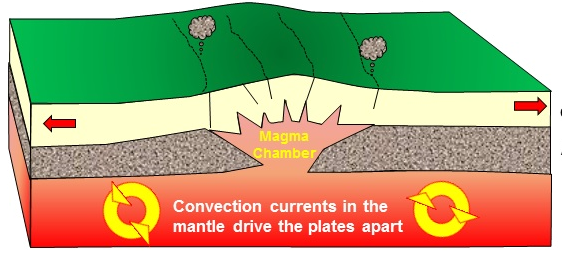 Magma
Chamber
Convection currents in the
mantle drive the plates apart